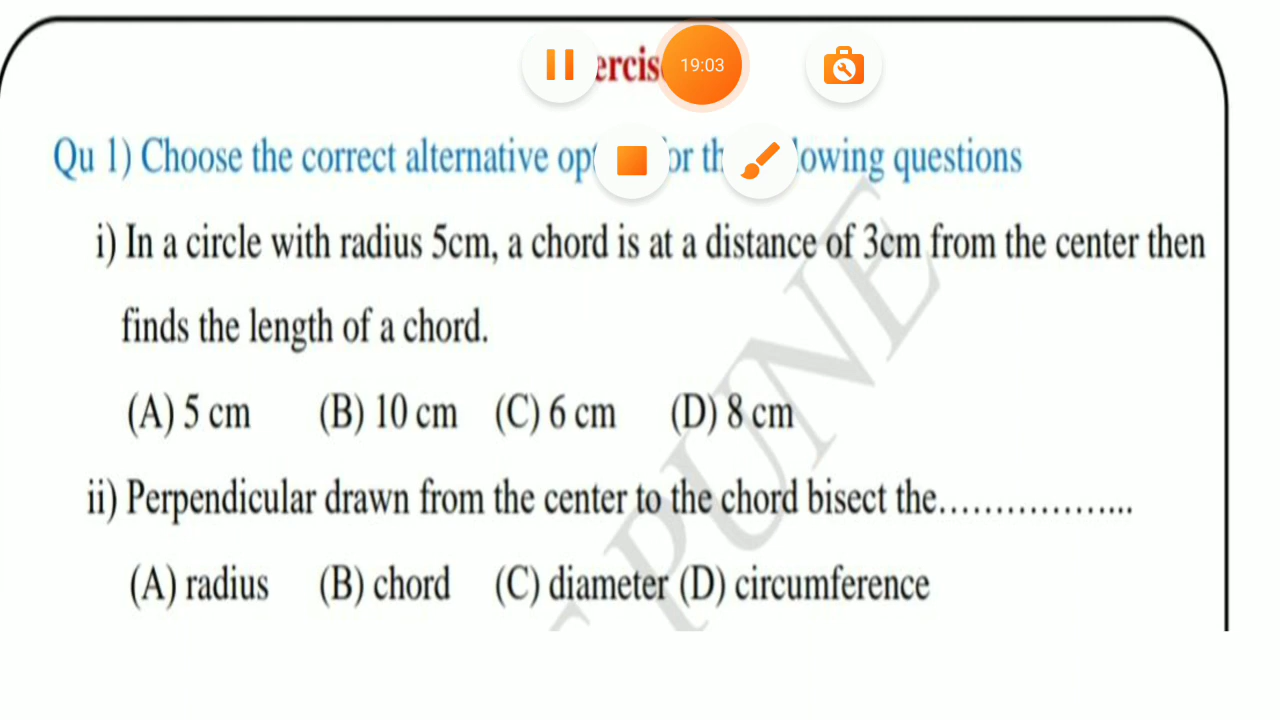 ercis 19:03
Qu 1) Choose the correct alternative op or th lowing questions
i) In a circle with radius 5cm, a chord is at a distance of 3cm from the center then
finds the length of a chord.
(A) 5 cm (B) 10 cm (C) 6 cm (D) 8 cm
ii) Perpendicular drawn from the center to the chord bisect the………………...
(A) radius (B) chord (C) diameter (D) circumference
PUNE